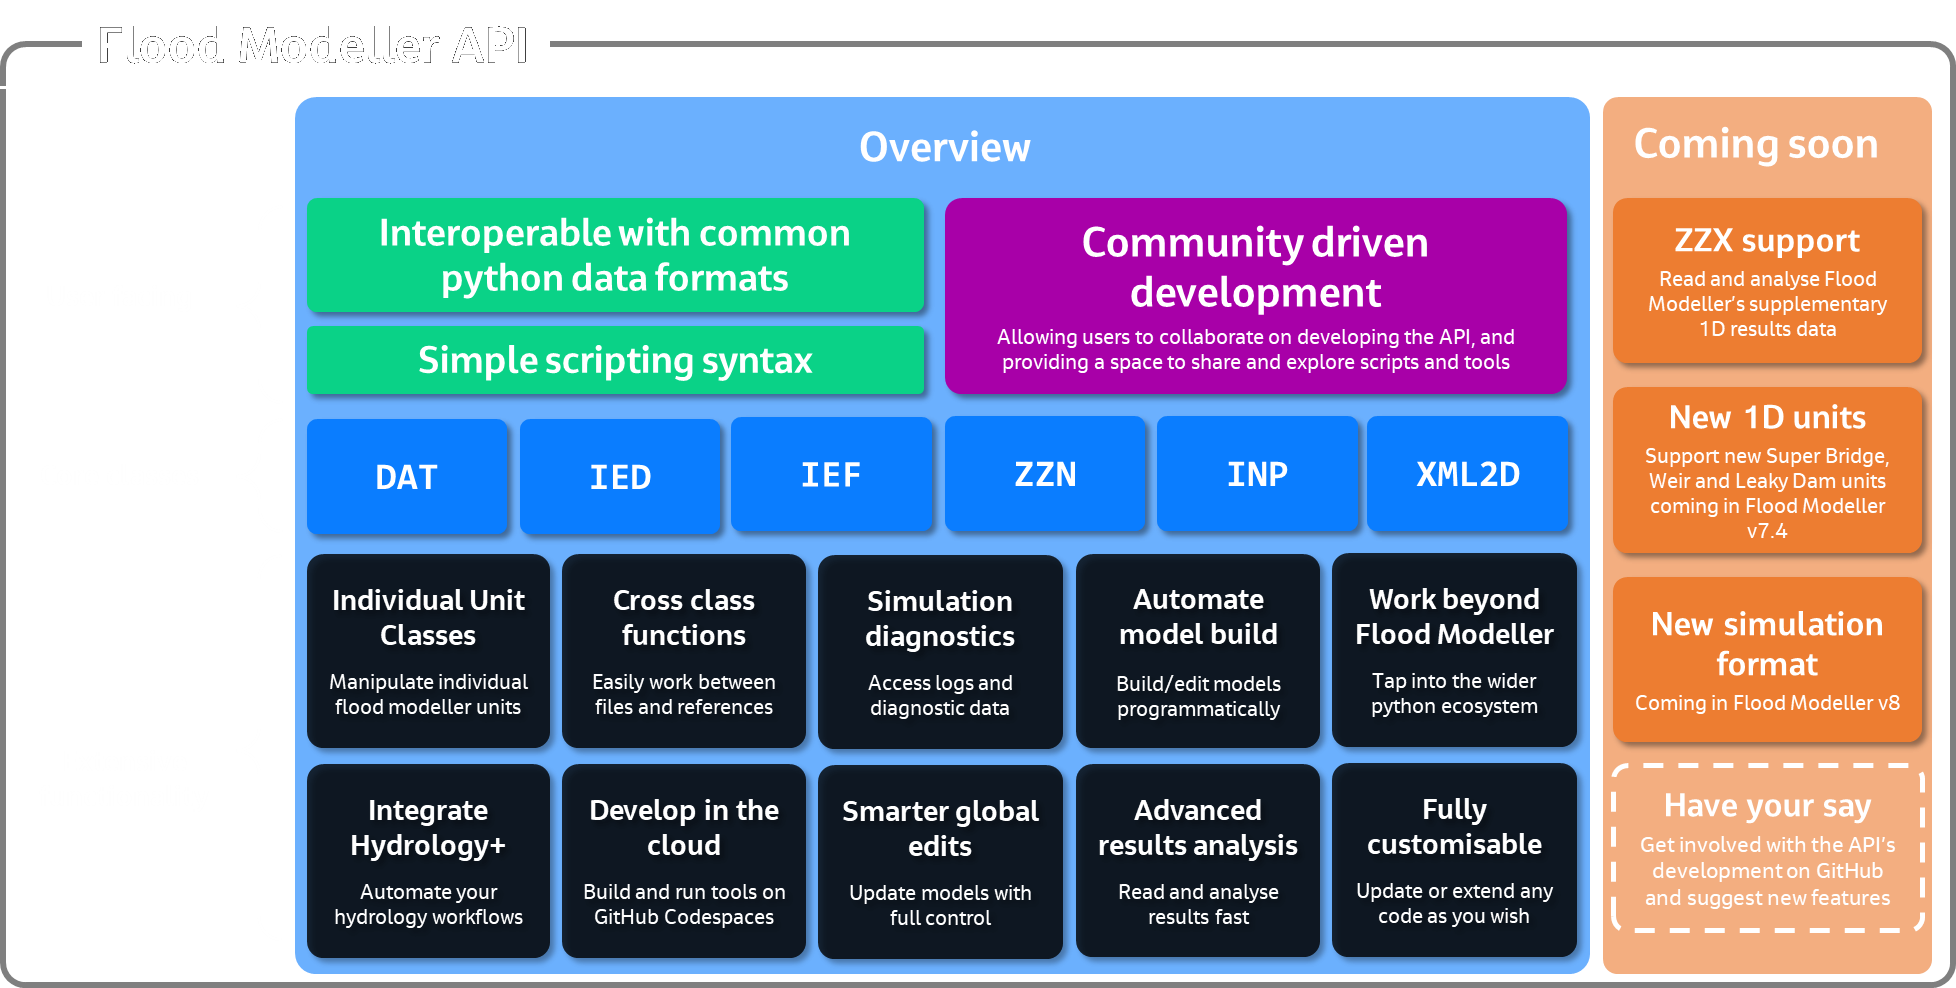 Flood Modeller API
Overview
Interoperable with common
python data formats
Simple scripting syntax
Community driven
development
Allowing users to collaborate on developing the API, and
providing a space to share and explore scripts and tools
DAT
IED
IEF
ZZN
INP
XML2D
Individual Unit
Classes
Manipulate individual
flood modeller units
Cross class
functions
Easily work between
files and references
Simulation
diagnostics
Access logs and
diagnostic data
Automate
model build
Build/edit models
programmatically
Work beyond
Flood Modeller
Tap into the wider
python ecosystem
Integrate
Hydrology+
Automate your
hydrology workflows
Develop in the
cloud
Build and run tools on
GitHub Codespaces
Smarter global
edits
Update models with
full control
Advanced
results analysis
Read and analyse
results fast
Fully
customisable
Update or extend any
code as you wish
Coming soon
ZZX support
Read and analyse Flood
Modeller's supplementary
1D results data
New 1D units
Support new Super Bridge,
Weir and Leaky Dam units
coming in Flood Modeller
v7.4
New simulation
format
Coming in Flood Modeller v8
Have your say
Get involved with the API's
development on GitHub
and suggest new features